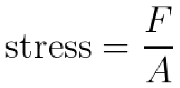 stress = F/A